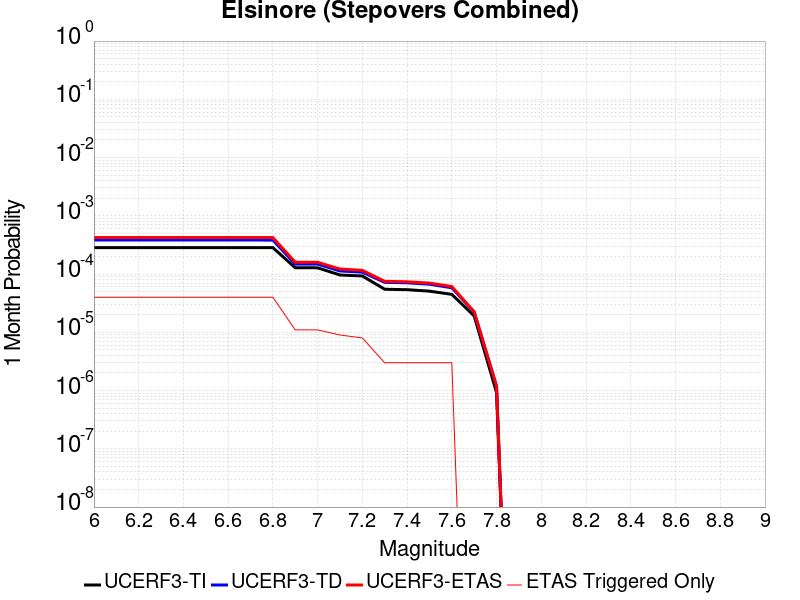 Elsinore (Stepovers Combined)
1 Month Probability
10^0
10^-1
10^-2
10^-3
10^-4
10^-5
10^-6
10^-7
10^-8
6 6.2 6.4 6.6 6.8 7 7.2 7.4 7.6 7.8 8 8.2 8.4 8.6 8.8 9
Magnitude
UCERF3-TI UCERF3-TD UCERF3-ETAS ETAS Triggered Only